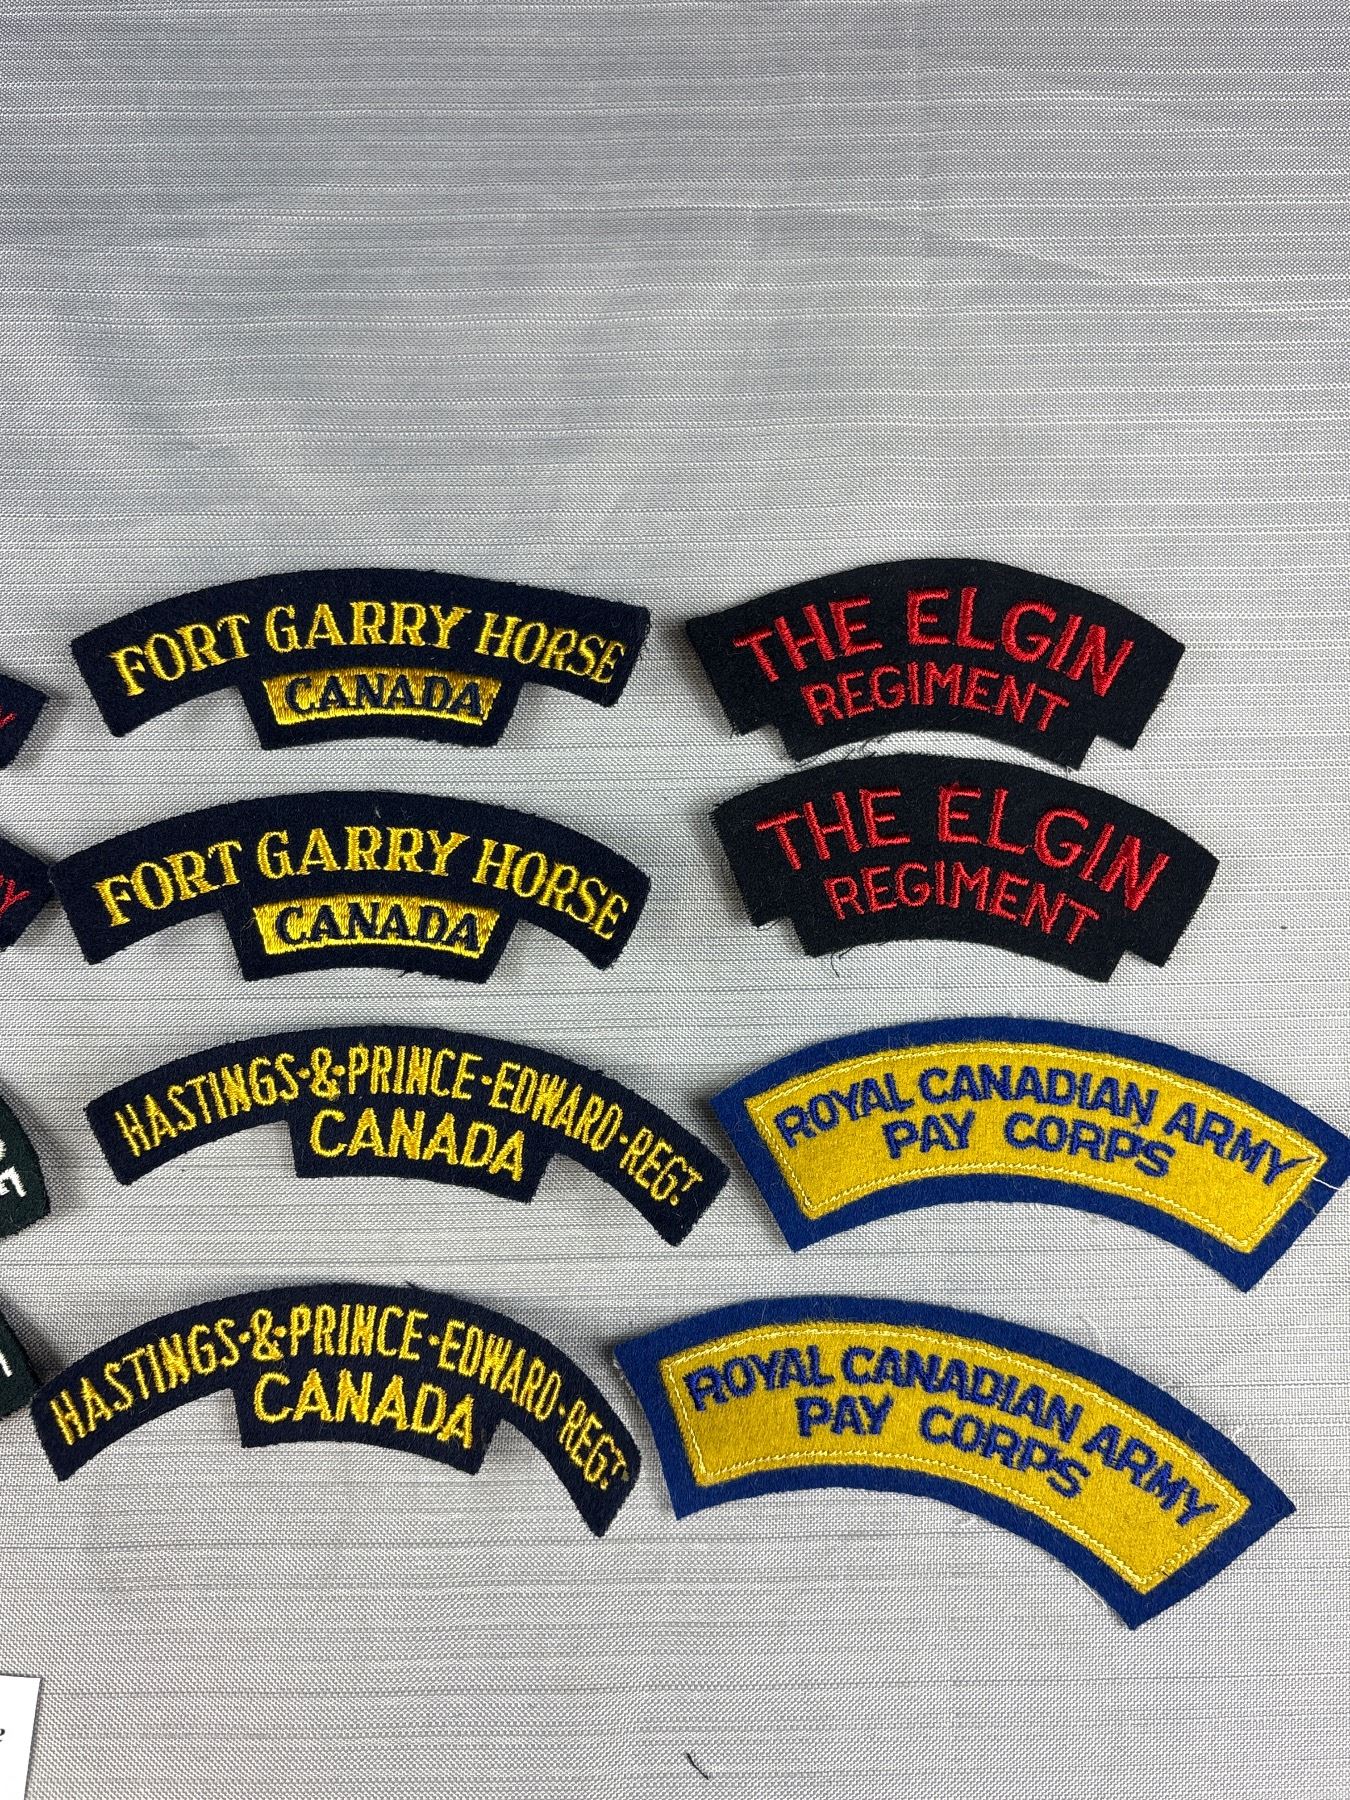 FORT GARRY HORSE
CANADA
THE ELGIN
REGIMENT
FORT GARRY HORSE
CANADA
THE ELGIN
REGIMENT
HASTINGS·&·PRINCE·EDWARD·REGT.
CANADA
ROYAL CANADIAN ARMY
PAY CORPS
HASTINGS·&·PRINCE·EDWARD·REGT.
CANADA
ROYAL CANADIAN ARMY
PAY CORPS